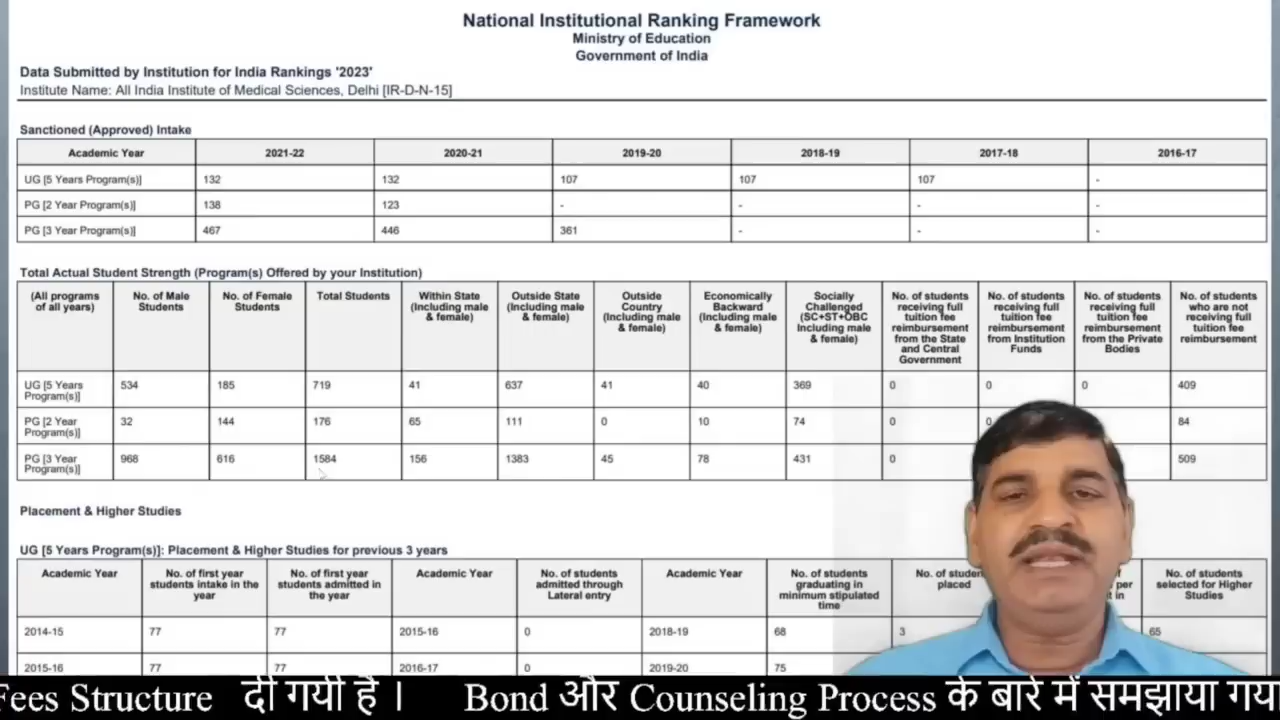 National Institutional Ranking Framework
Ministry of Education
Government of India
Data Submitted by Institution for India Rankings '2023'
Institute Name: All India Institute of Medical Sciences, Delhi [IR-D-N-15]
Sanctioned (Approved) Intake
Academic Year 2021-22 2020-21 2019-20 2018-19 2017-18 2016-17
UG [5 Years Program(s)] 132 132 107 107 107 -
PG [2 Year Program(s)] 138 123 - - - -
PG [3 Year Program(s)] 467 446 361 - - -
Total Actual Student Strength (Program(s) Offered by your Institution)
(All programs of all years) No. of Male Students No. of Female Students Total Students Within State (Including male & female) Outside State (Including male & female) Outside Country (Including male & female) Economically Backward (Including male & female) Socially Challenged (SC+ST+OBC Including male & female) No. of students receiving full tuition fee reimbursement from the State and Central Government No. of students receiving full tuition fee reimbursement from Institution Funds No. of students receiving full tuition fee reimbursement from the Private Bodies No. of students who are not receiving full tuition fee reimbursement
UG [5 Years Program(s)] 534 185 719 41 637 41 40 369 0 0 0 409
PG [2 Year Program(s)] 32 144 176 65 111 0 10 74 0 0 84
PG [3 Year Program(s)] 968 616 1584 156 1383 45 78 431 0 509
Placement & Higher Studies
UG [5 Years Program(s)]: Placement & Higher Studies for previous 3 years
Academic Year No. of first year students intake in the year No. of first year students admitted in the year Academic Year No. of students admitted through Lateral entry Academic Year No. of students graduating in minimum stipulated time No. of placed No. of students selected for Higher Studies
2014-15 77 77 2015-16 0 2018-19 68 3 65
2015-16 77 77 2016-17 0 2019-20 75
Fees Structure दी गयी है । Bond और Counseling Process के बारे में समझाया गया